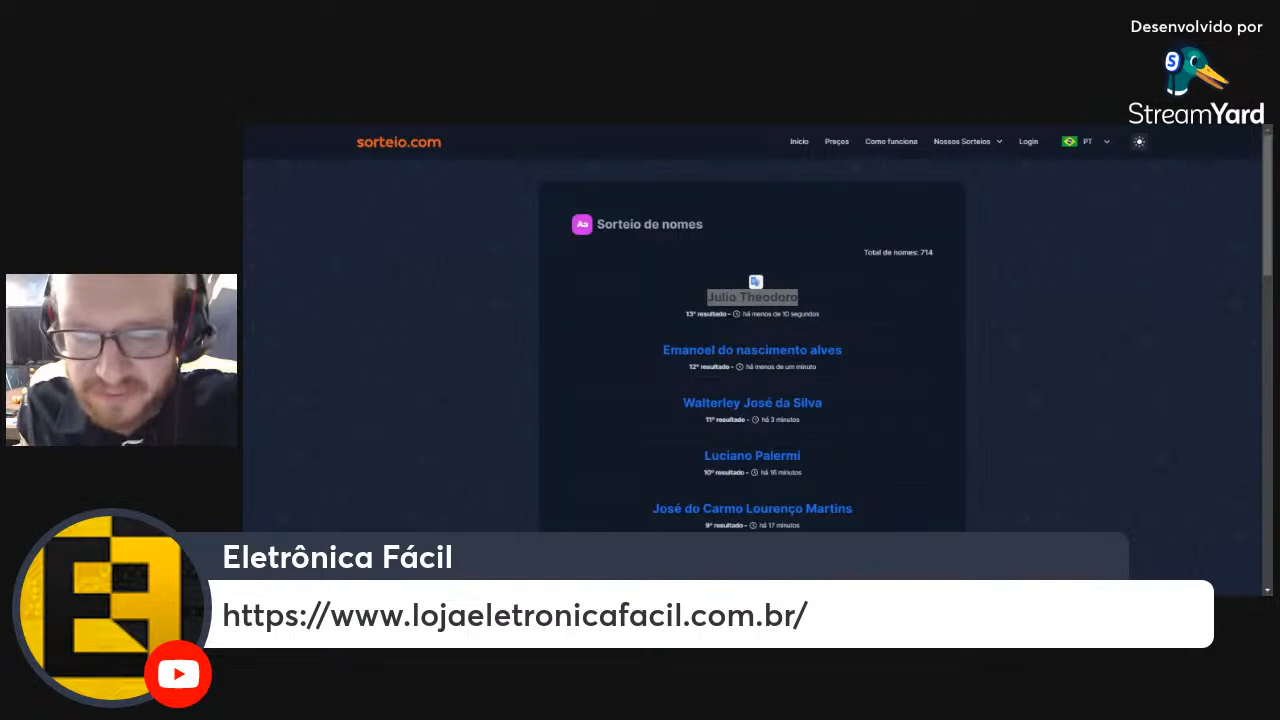 Desenvolvido por
StreamYard
sorteio.com
Início
Preços
Como funciona
Nossos Sorteios
Login
PT
Aa
Sorteio de nomes
Total de nomes: 714
Julio Theodoro
13º resultado - há menos de 10 segundos
Emanoel do nascimento alves
12º resultado - há menos de um minuto
Walterley José da Silva
11º resultado - há 3 minutos
Luciano Palermi
10º resultado - há 16 minutos
José do Carmo Lourenço Martins
9º resultado - há 17 minutos
Eletrônica Fácil
https://www.lojaeletronicafacil.com.br/